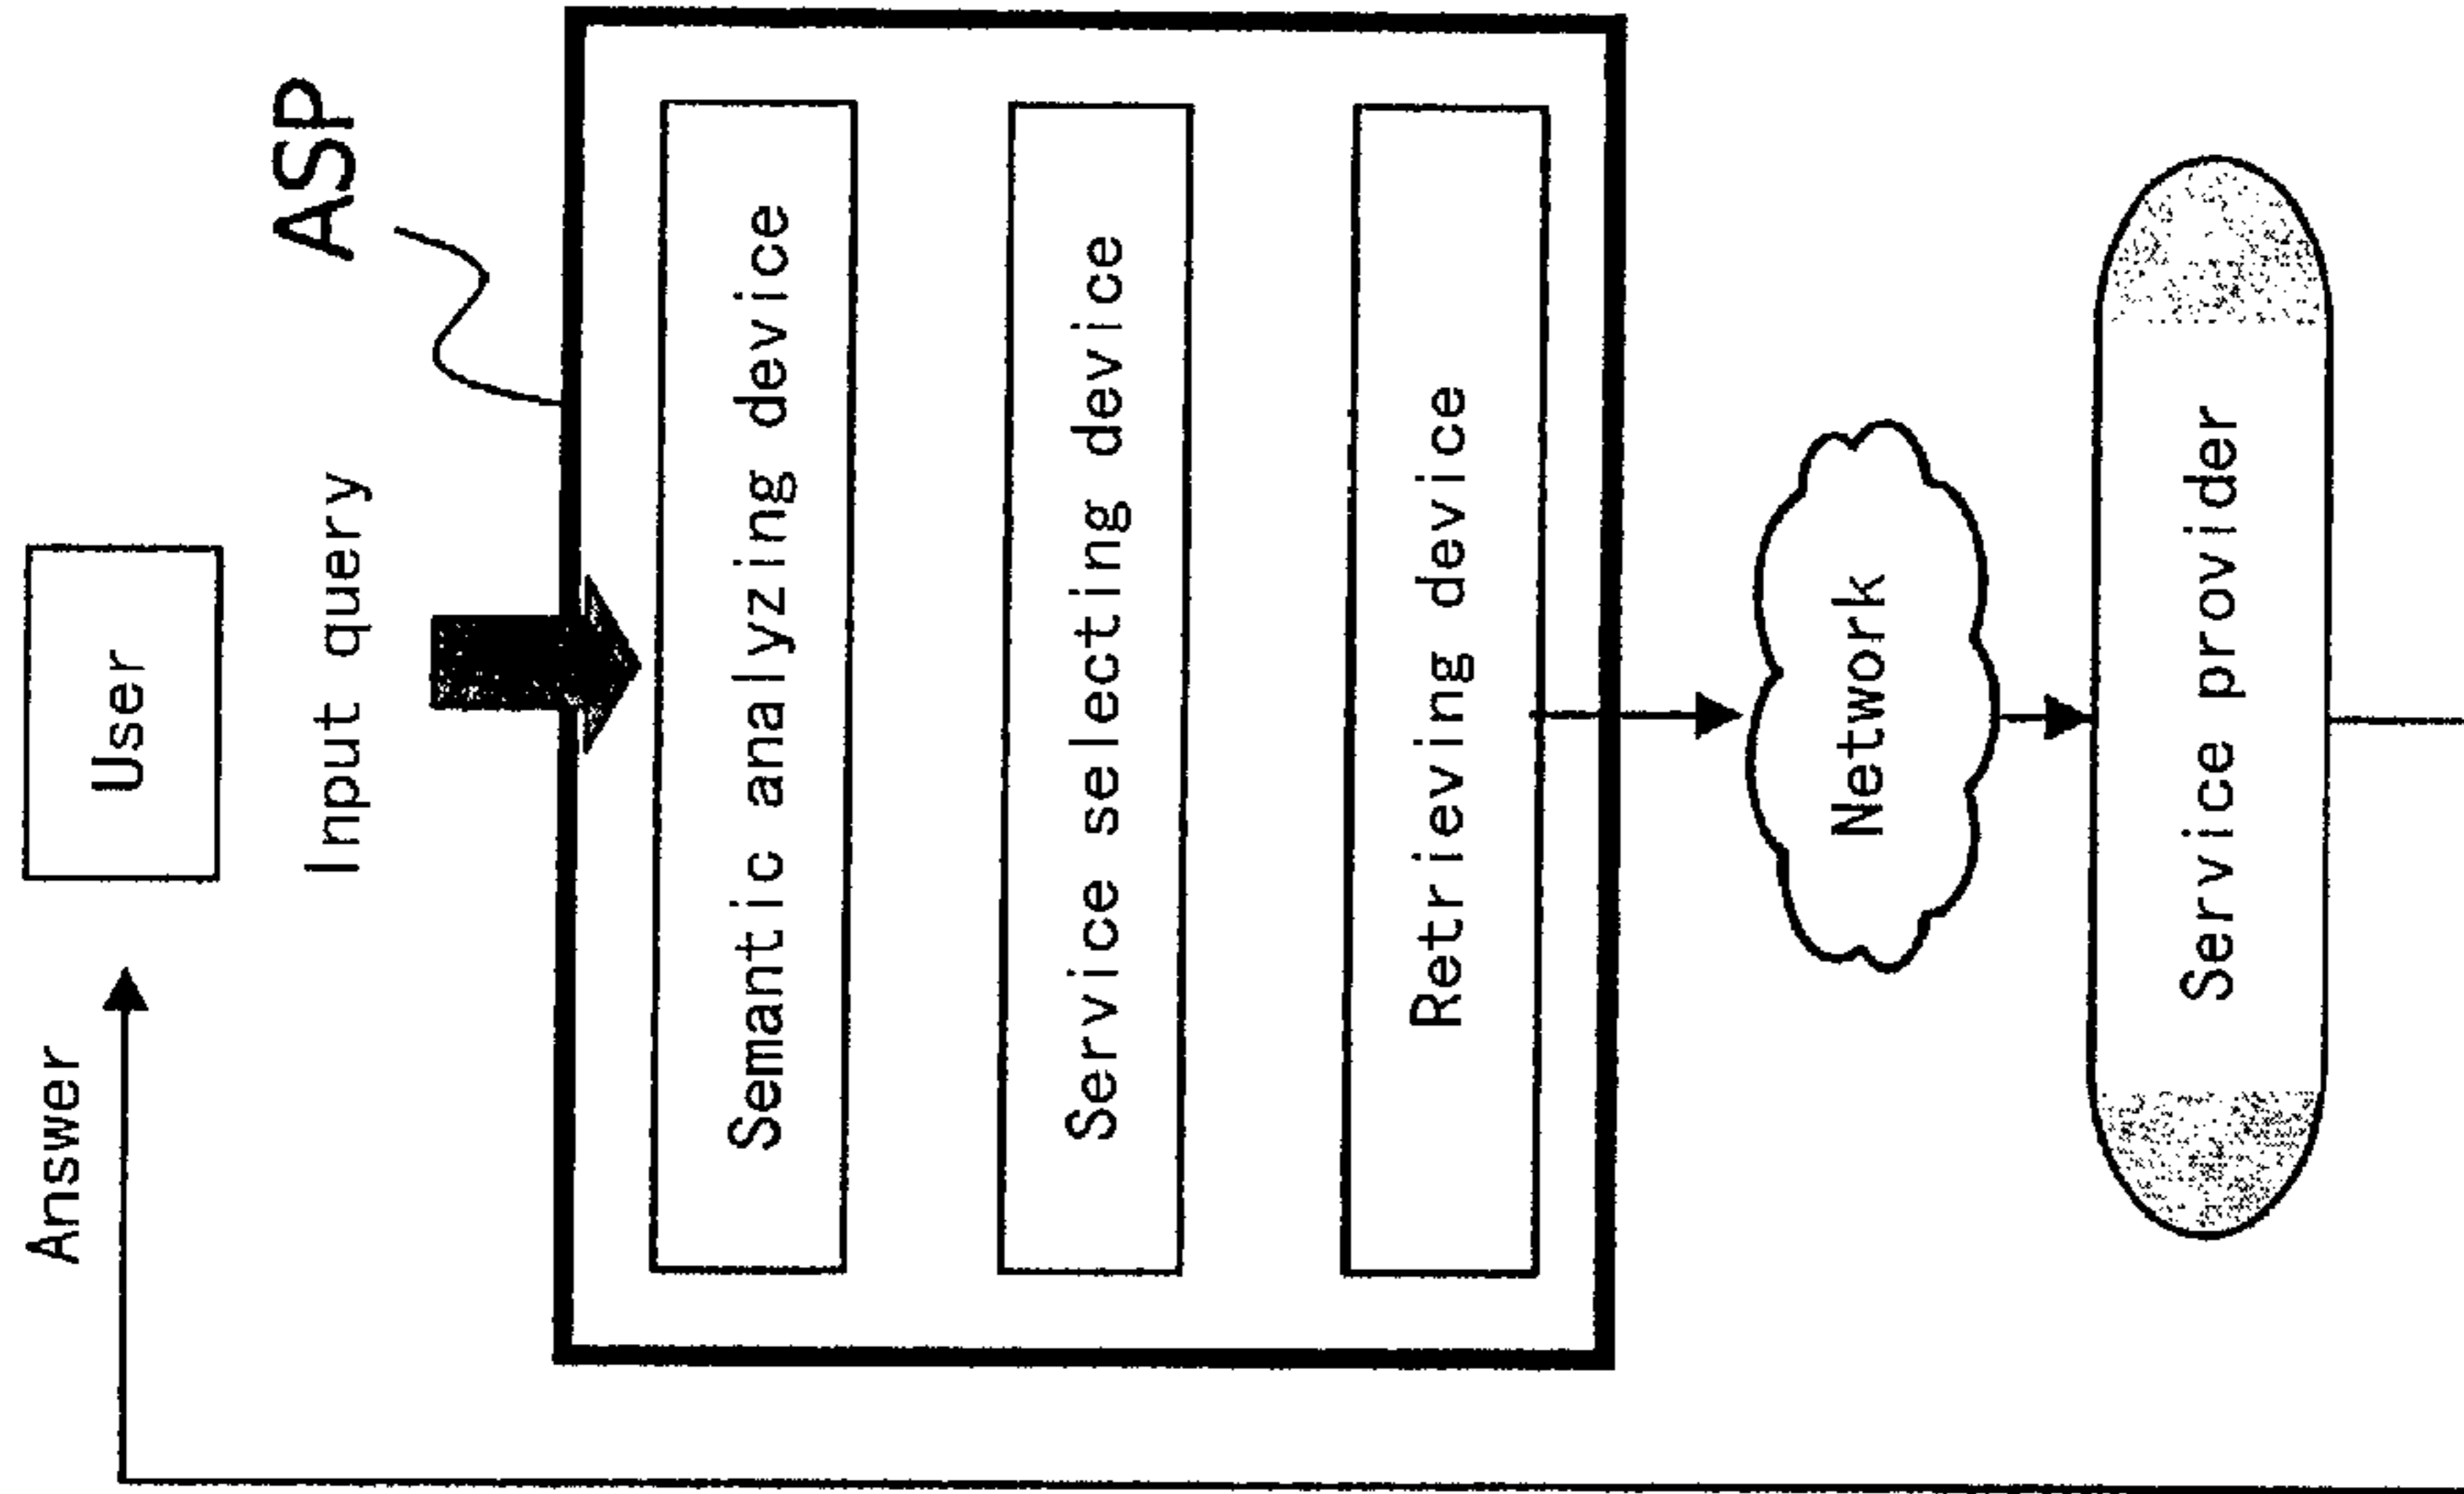 Answer
User
Input query
ASP
Semantic analyzing device
Service selecting device
Retrieving device
Network
Service provider